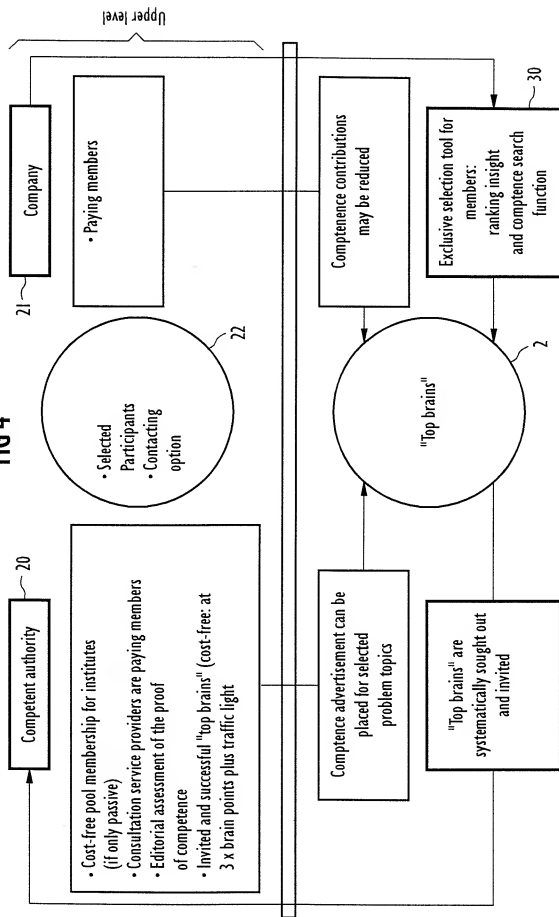 FIG 4
Upper level
Competent authority
20
• Cost-free pool membership for institutes
(if only passive)
• Consultation service providers are paying members
• Editorial assessment of the proof
of competence
• Invited and successful "top brains" (cost-free: at
3 x brain points plus traffic light
• Selected
Participants
• Contacting
option
22
Company
21
• Paying members
Comptence advertisement can be
placed for selected
problem topics
"Top brains" are
systematically sought out
and invited
"Top brains"
2
Comptenence contributions
may be reduced
Exclusive selection tool for
members:
ranking insight
and comptence search
function
30